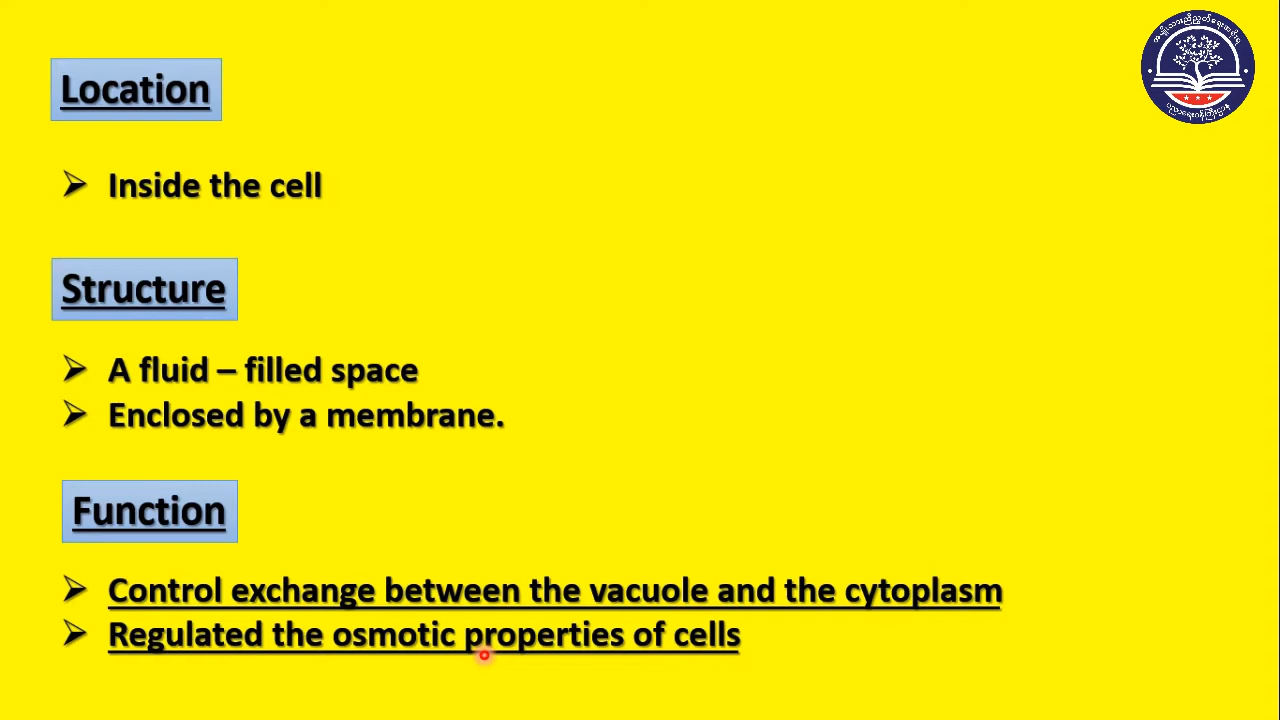 Location
Inside the cell
Structure
A fluid – filled space
Enclosed by a membrane.
Function
Control exchange between the vacuole and the cytoplasm
Regulated the osmotic properties of cells